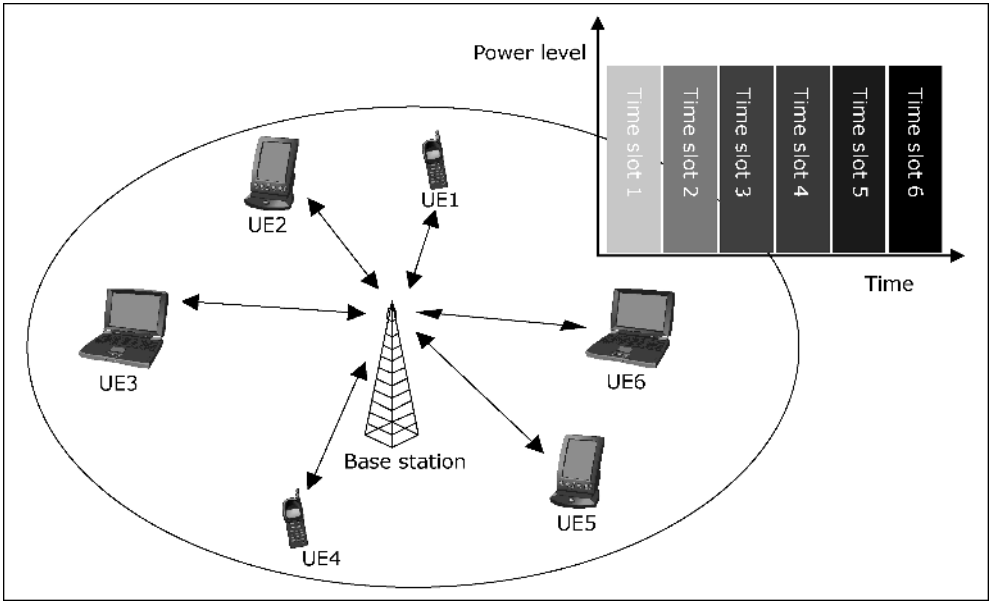 Power level
Time slot 1
Time slot 2
Time slot 3
Time slot 4
Time slot 5
Time slot 6
Time
UE1
UE2
UE3
UE6
Base station
UE5
UE4